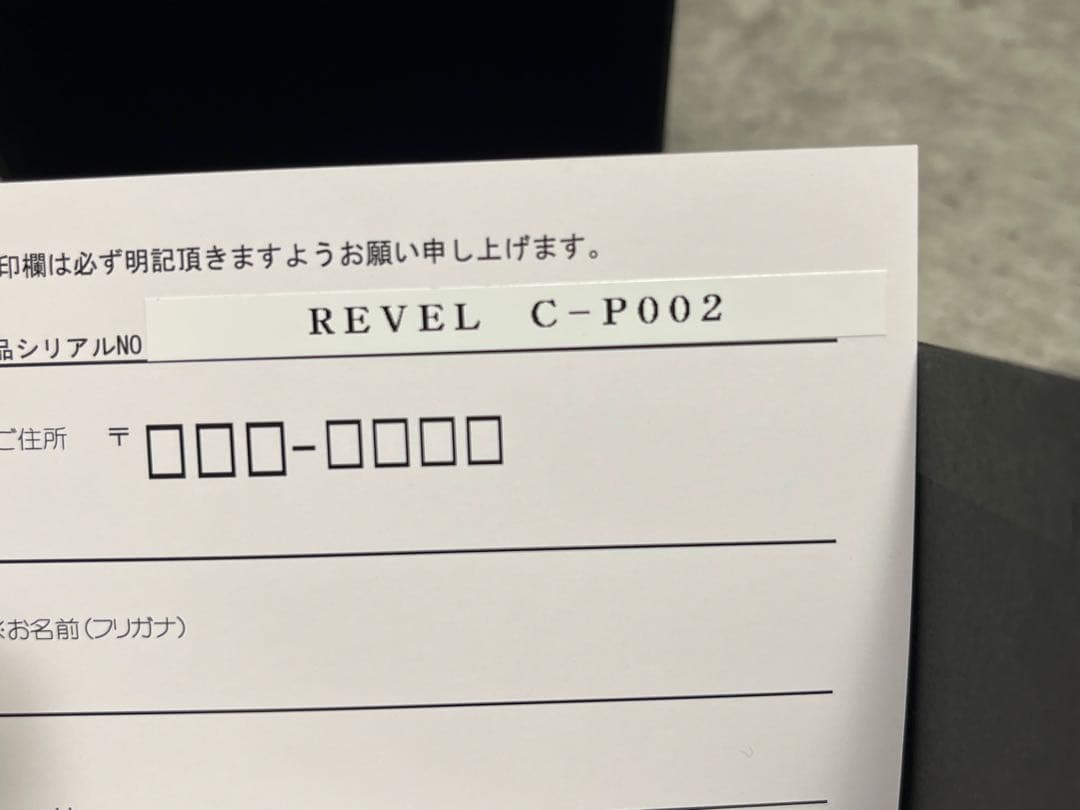 印欄は必ず明記頂きますようお願い申し上げます。
品シリアルNO REVEL C-P002
ご住所 〒□□□-□□□□
※お名前(フリガナ)